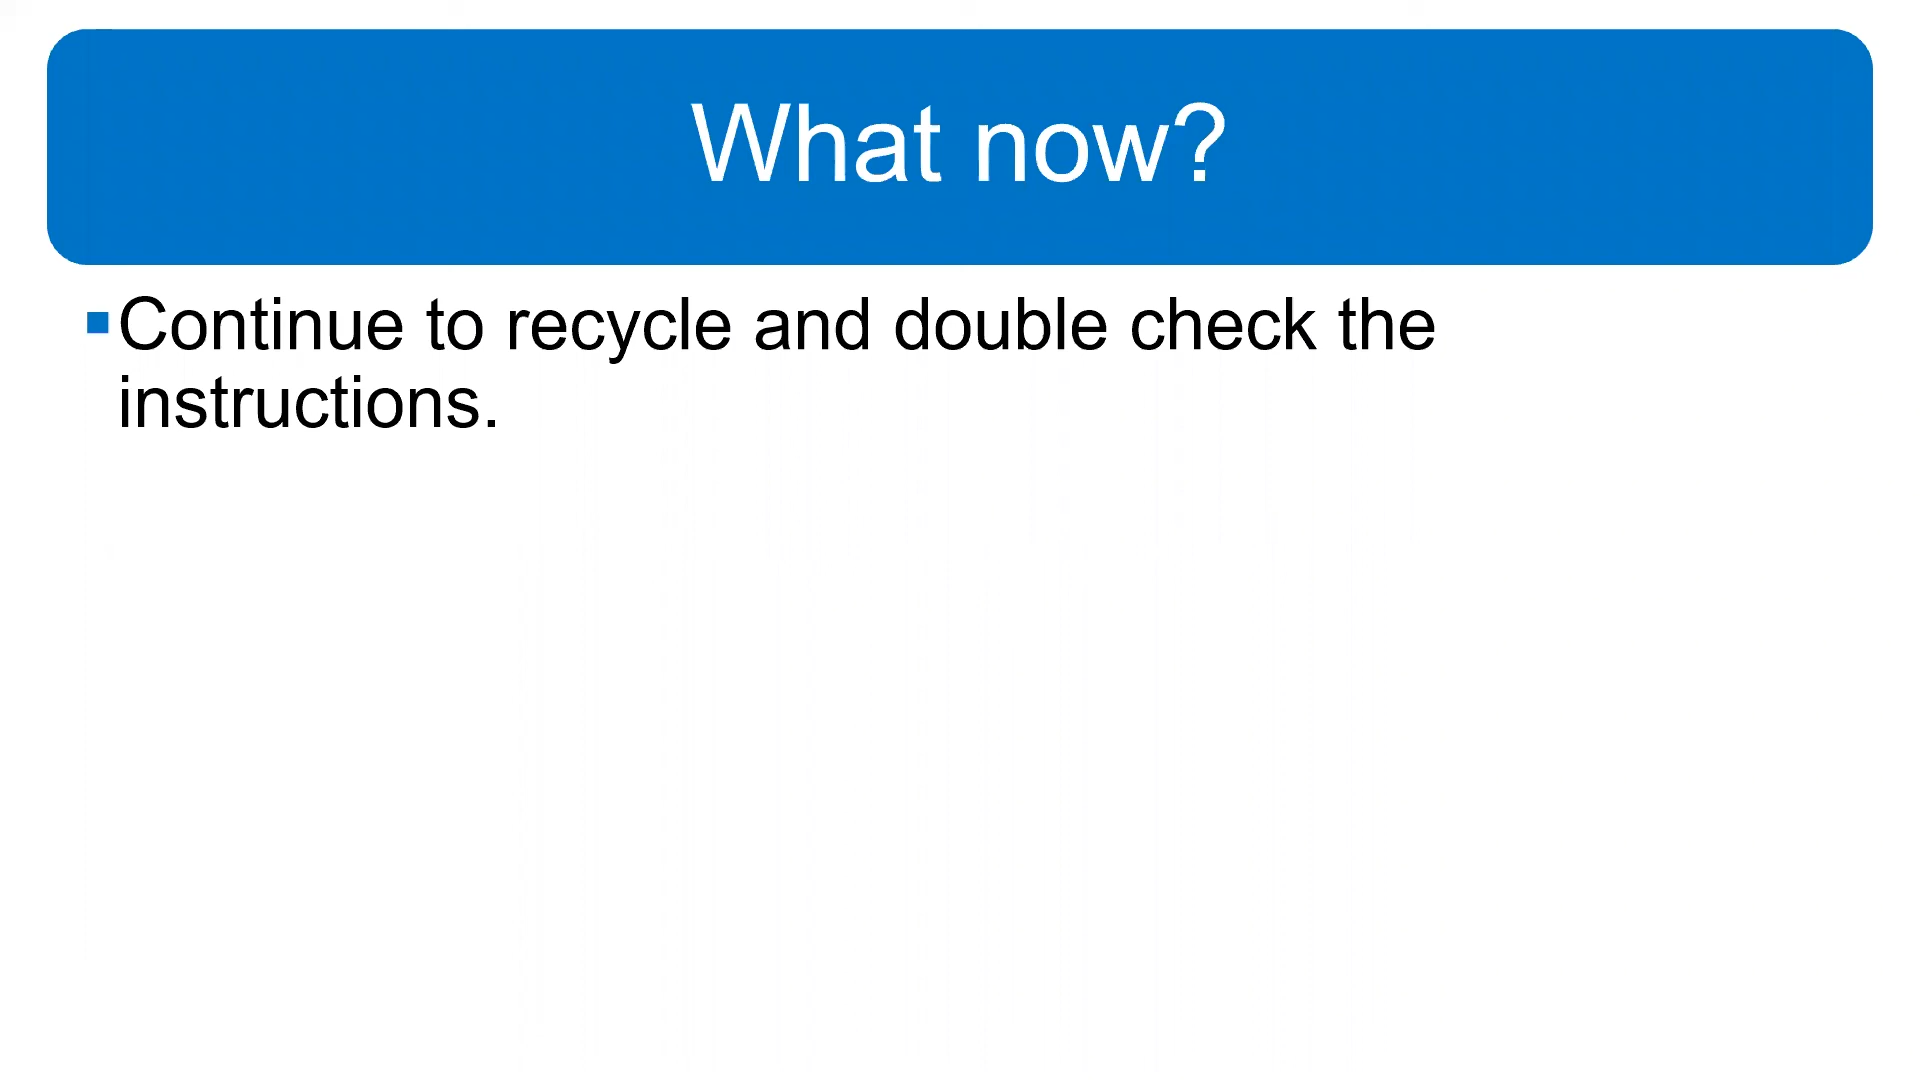 What now?
Continue to recycle and double check the
instructions.